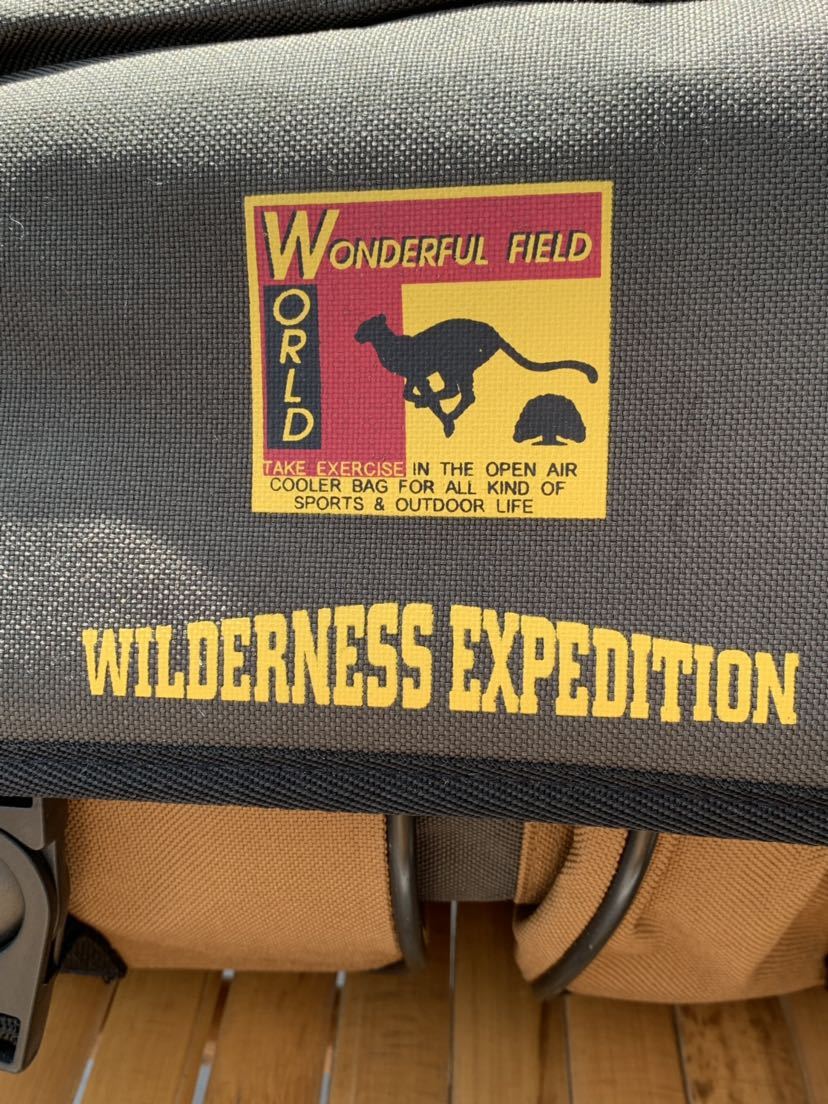 WONDERFUL FIELD
WORLD
TAKE EXERCISE IN THE OPEN AIR
COOLER BAG FOR ALL KIND OF
SPORTS & OUTDOOR LIFE
WILDERNESS EXPEDITION